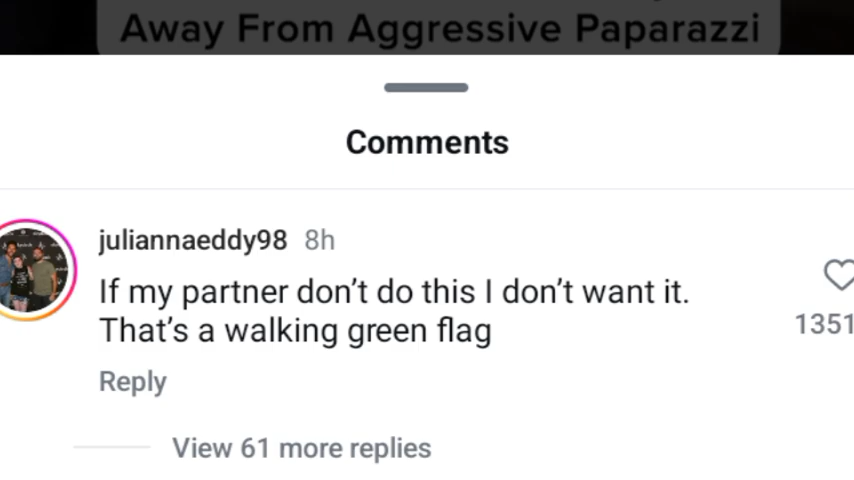 Away From Aggressive Paparazzi
Comments
juliannaeddy98 8h
If my partner don’t do this I don’t want it.
That’s a walking green flag
1351
Reply
View 61 more replies